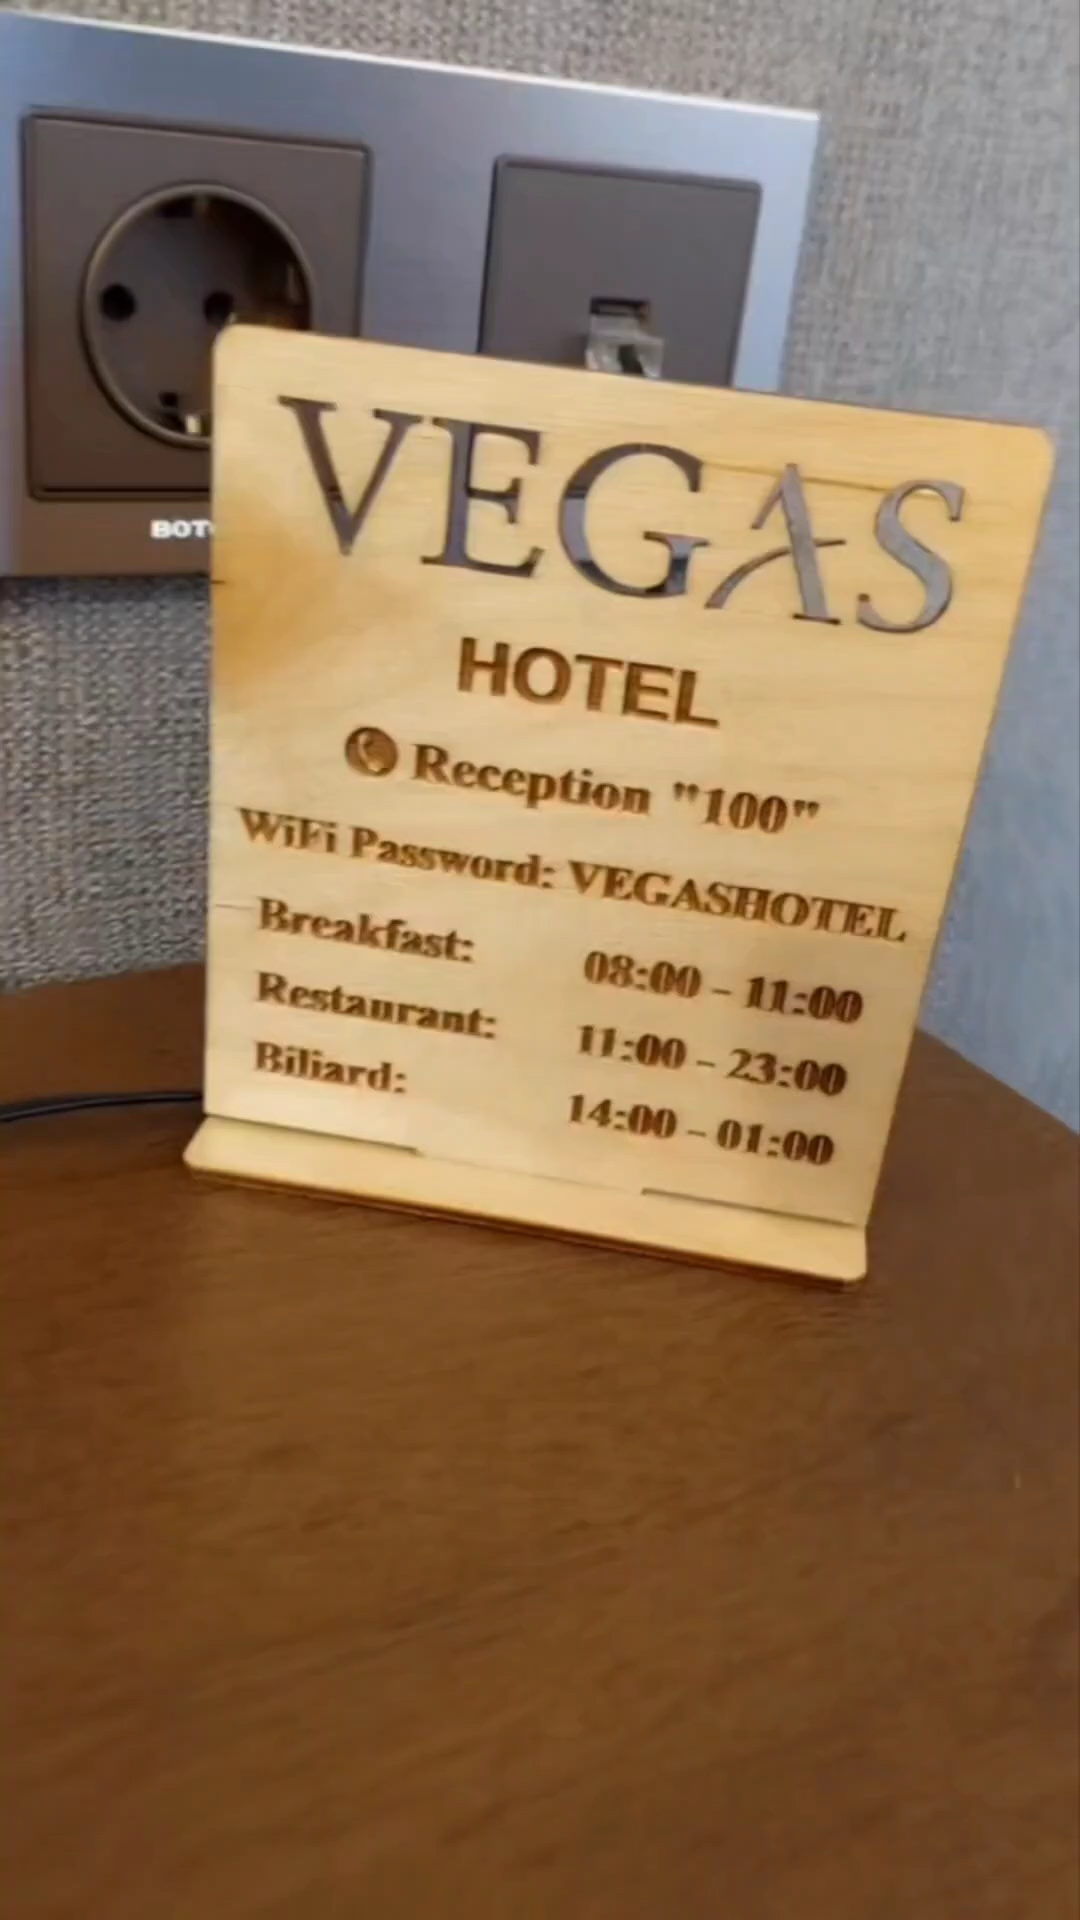 BOT
VEGAS
HOTEL
Reception "100"
WiFi Password: VEGASHOTEL
Breakfast: 08:00 - 11:00
Restaurant: 11:00 - 23:00
Biliard: 14:00 - 01:00